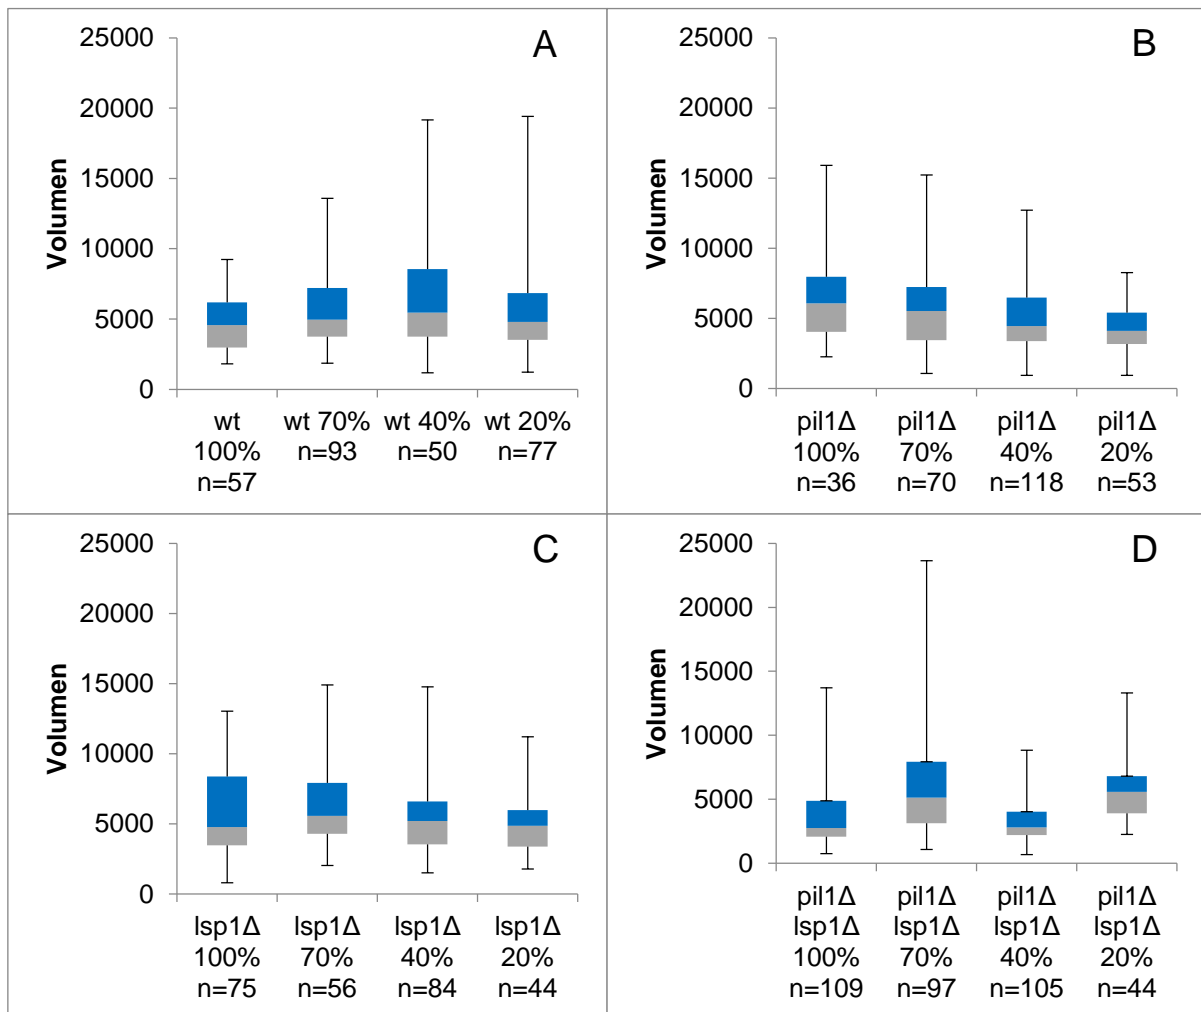 A
25000
20000
15000
10000
5000
0
Volumen
wt 100% n=57
wt 70% n=93
wt 40% n=50
wt 20% n=77
B
25000
20000
15000
10000
5000
0
Volumen
pil1Δ 100% n=36
pil1Δ 70% n=70
pil1Δ 40% n=118
pil1Δ 20% n=53
C
25000
20000
15000
10000
5000
0
Volumen
lsp1Δ 100% n=75
lsp1Δ 70% n=56
lsp1Δ 40% n=84
lsp1Δ 20% n=44
D
25000
20000
15000
10000
5000
0
Volumen
pil1Δ lsp1Δ 100% n=109
pil1Δ lsp1Δ 70% n=97
pil1Δ lsp1Δ 40% n=105
pil1Δ lsp1Δ 20% n=44